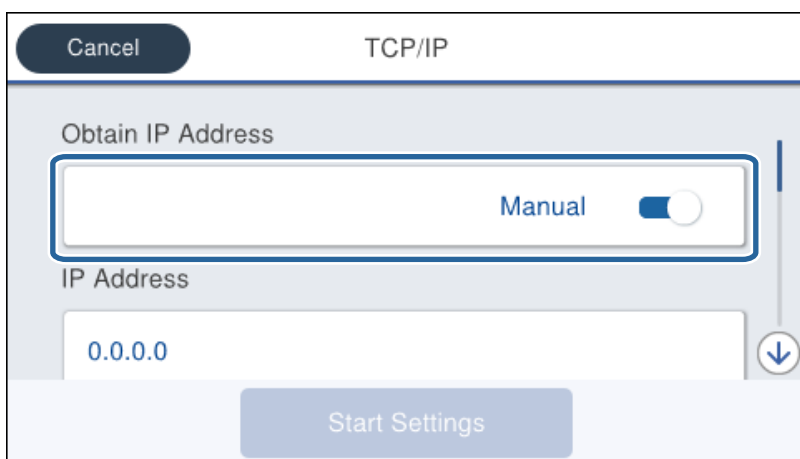 Cancel
TCP/IP
Obtain IP Address
Manual
IP Address
0.0.0.0
Start Settings